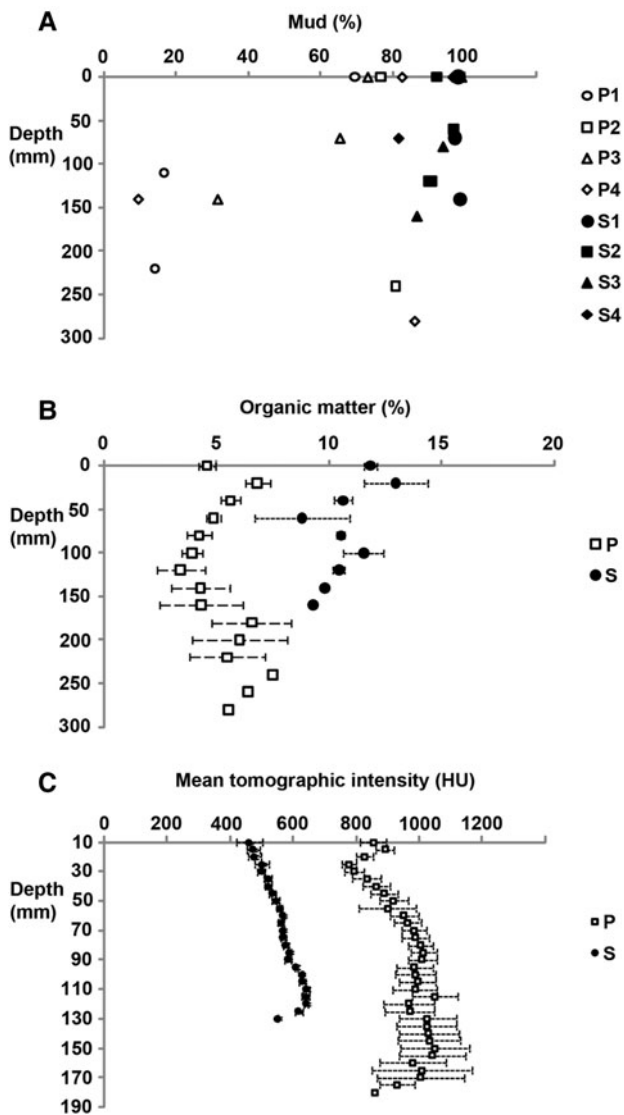 A
Mud (%)
0 20 40 60 80 100
Depth
(mm)
0
50
100
150
200
250
300
P1
P2
P3
P4
S1
S2
S3
S4
B
Organic matter (%)
0 5 10 15 20
Depth
(mm)
0
50
100
150
200
250
300
P
S
C
Mean tomographic intensity (HU)
0 200 400 600 800 1000 1200
Depth
(mm)
10
30
50
70
90
110
130
150
170
190
P
S